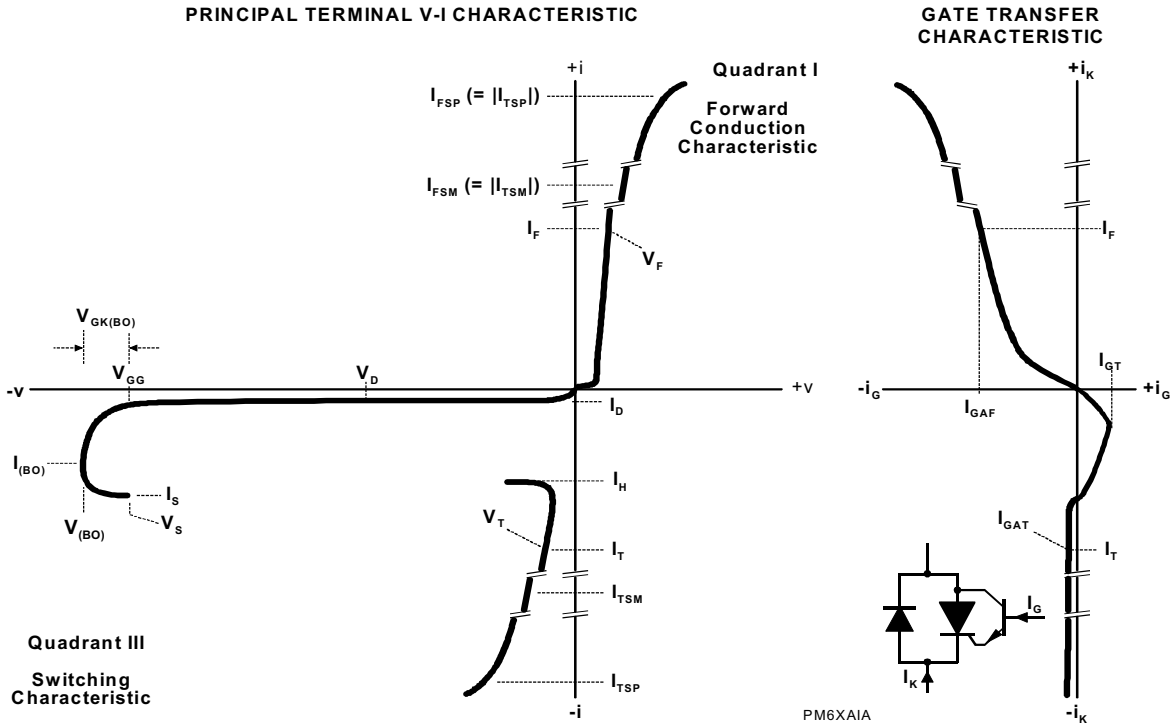 PRINCIPAL TERMINAL V-I CHARACTERISTIC
GATE TRANSFER
CHARACTERISTIC
+i
Quadrant I
IFSP (= |ITSP|)
Forward
Conduction
Characteristic
IFSM (= |ITSM|)
IF
VF
VGK(BO)
VGG
VD
-v
+v
ID
I(BO)
IS
VS
V(BO)
IH
VT
IT
ITSM
ITSP
Quadrant III
Switching
Characteristic
-i
+iK
IF
IGT
-iG
+iG
IGAF
IGAT
IT
IG
IK
PM6XAIA
-iK